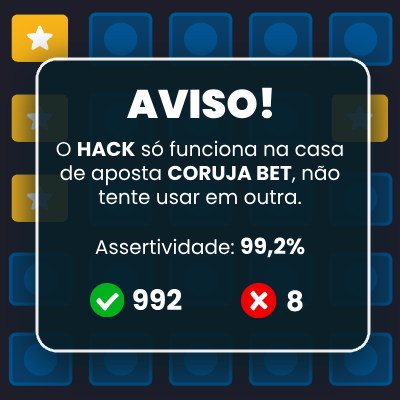 AVISO!
O HACK só funciona na casa
de aposta CORUJA BET, não
tente usar em outra.
Assertividade: 99,2%
992 8